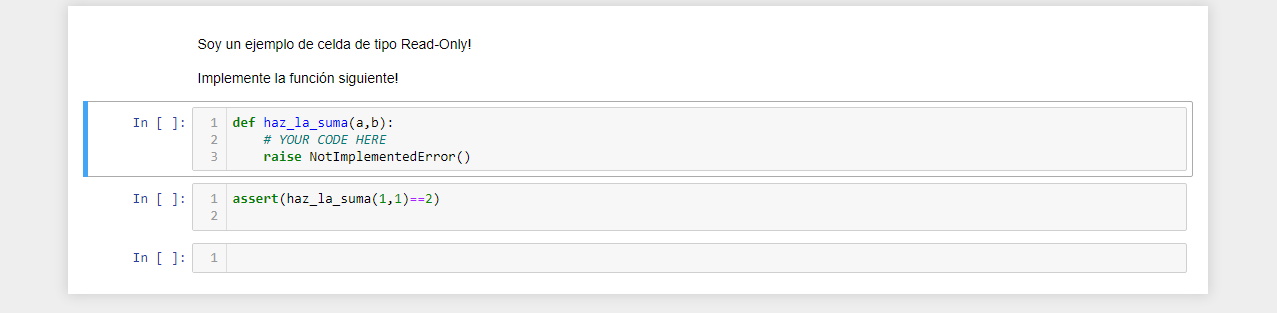 Soy un ejemplo de celda de tipo Read-Only!
Implemente la función siguiente!
In [ ]: 1 def haz_la_suma(a,b):
2     # YOUR CODE HERE
3     raise NotImplementedError()
In [ ]: 1 assert(haz_la_suma(1,1)==2)
2
In [ ]: 1